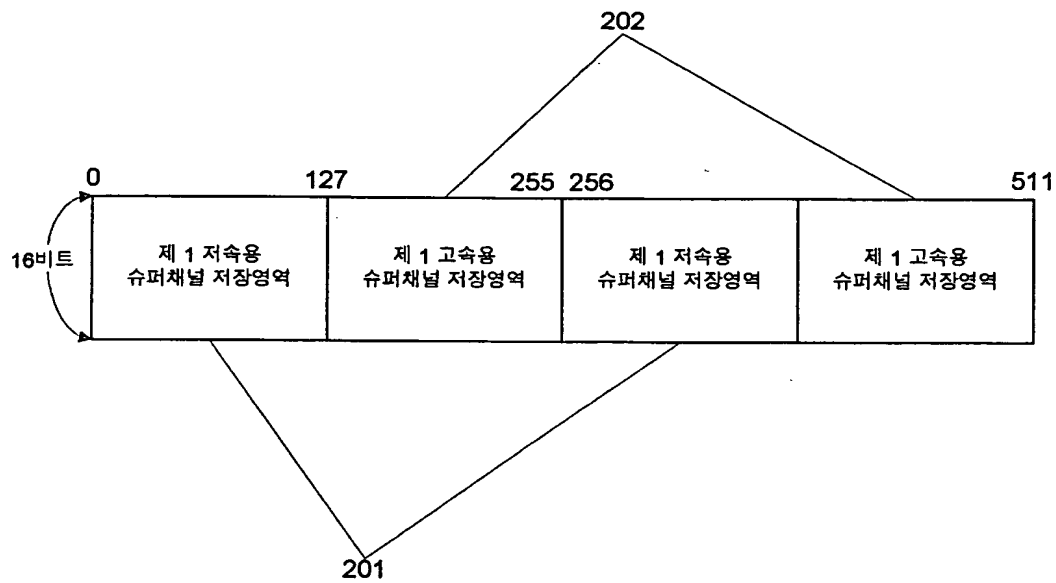 202
0
127
255
256
511
16비트
제 1 저속용
슈퍼채널 저장영역
제 1 고속용
슈퍼채널 저장영역
제 1 저속용
슈퍼채널 저장영역
제 1 고속용
슈퍼채널 저장영역
201